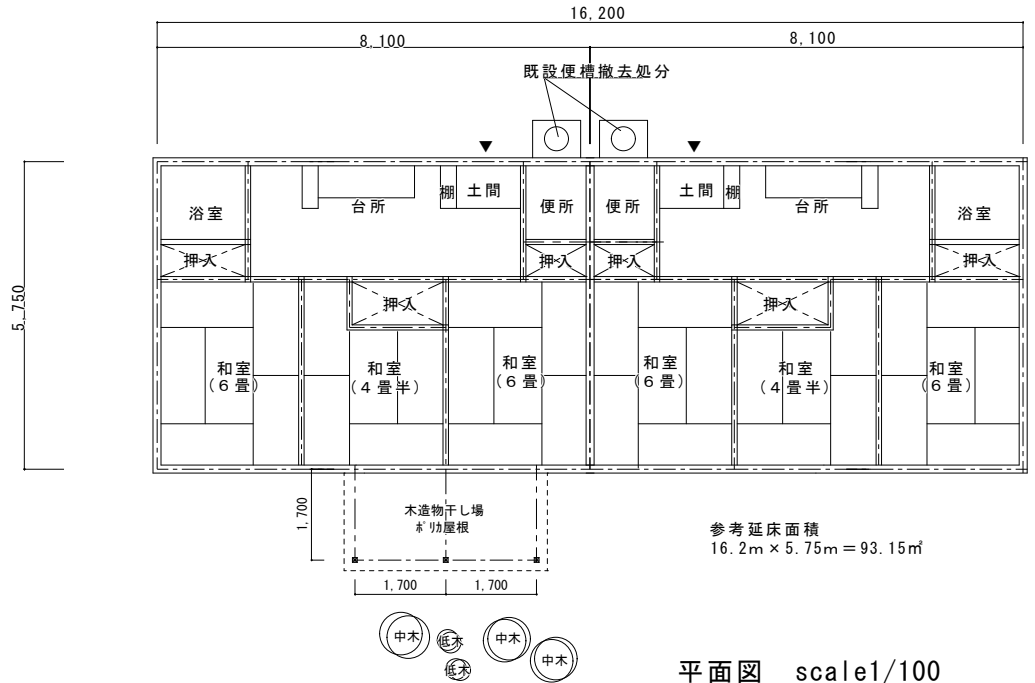 16,200
8,100
8,100
既設便槽撤去処分
5,750
浴室
台所
棚
土間
便所
便所
土間
棚
台所
浴室
押入
押入
押入
押入
押入
押入
和室
(6畳)
和室
(4畳半)
和室
(6畳)
和室
(6畳)
和室
(4畳半)
和室
(6畳)
1,700
木造物干し場
ポリカ屋根
1,700
1,700
参考延床面積
16.2m×5.75m=93.15㎡
中木
低木
低木
中木
中木
平面図 scale1/100